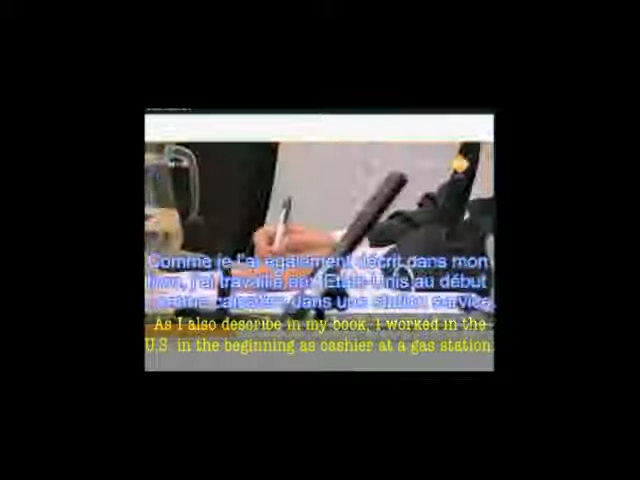 Comme je l'ai également décrit dans mon
j'ai travaillé aux Etats-Unis au début
dans une station service
As I also describe in my book, I worked in the
U.S. in the beginning as cashier at a gas station.